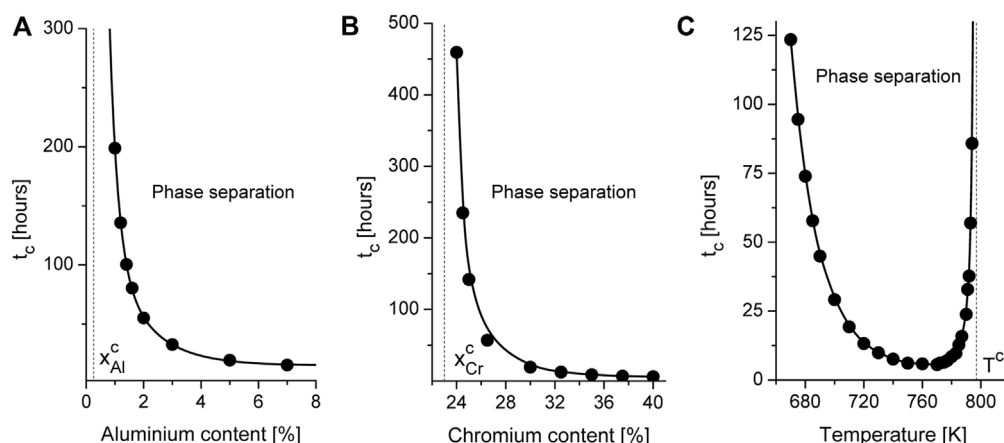 A
300
200
100
t_c [hours]
Phase separation
x^c_Al
0 2 4 6 8
Aluminium content [%]
B
500
400
300
200
100
t_c [hours]
Phase separation
x^c_Cr
24 28 32 36 40
Chromium content [%]
C
125
100
75
50
25
0
t_c [hours]
Phase separation
T^c
680 720 760 800
Temperature [K]